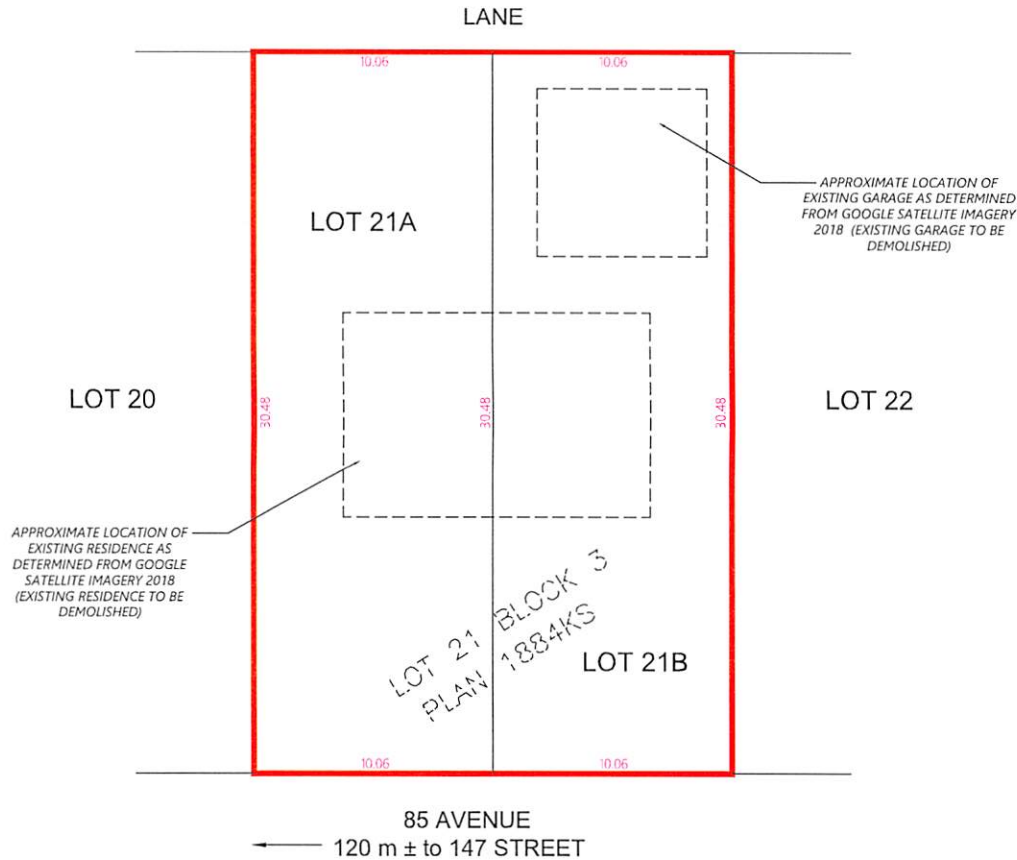 LANE
10.06
10.06
APPROXIMATE LOCATION OF
EXISTING GARAGE AS DETERMINED
FROM GOOGLE SATELLITE IMAGERY
2018 (EXISTING GARAGE TO BE
DEMOLISHED)
LOT 21A
LOT 20
30.48
30.48
30.48
LOT 22
APPROXIMATE LOCATION OF
EXISTING RESIDENCE AS
DETERMINED FROM GOOGLE
SATELLITE IMAGERY 2018
(EXISTING RESIDENCE TO BE
DEMOLISHED)
LOT 21 BLOCK 3
PLAN 1884KS
LOT 21B
10.06
10.06
85 AVENUE
120 m ± to 147 STREET